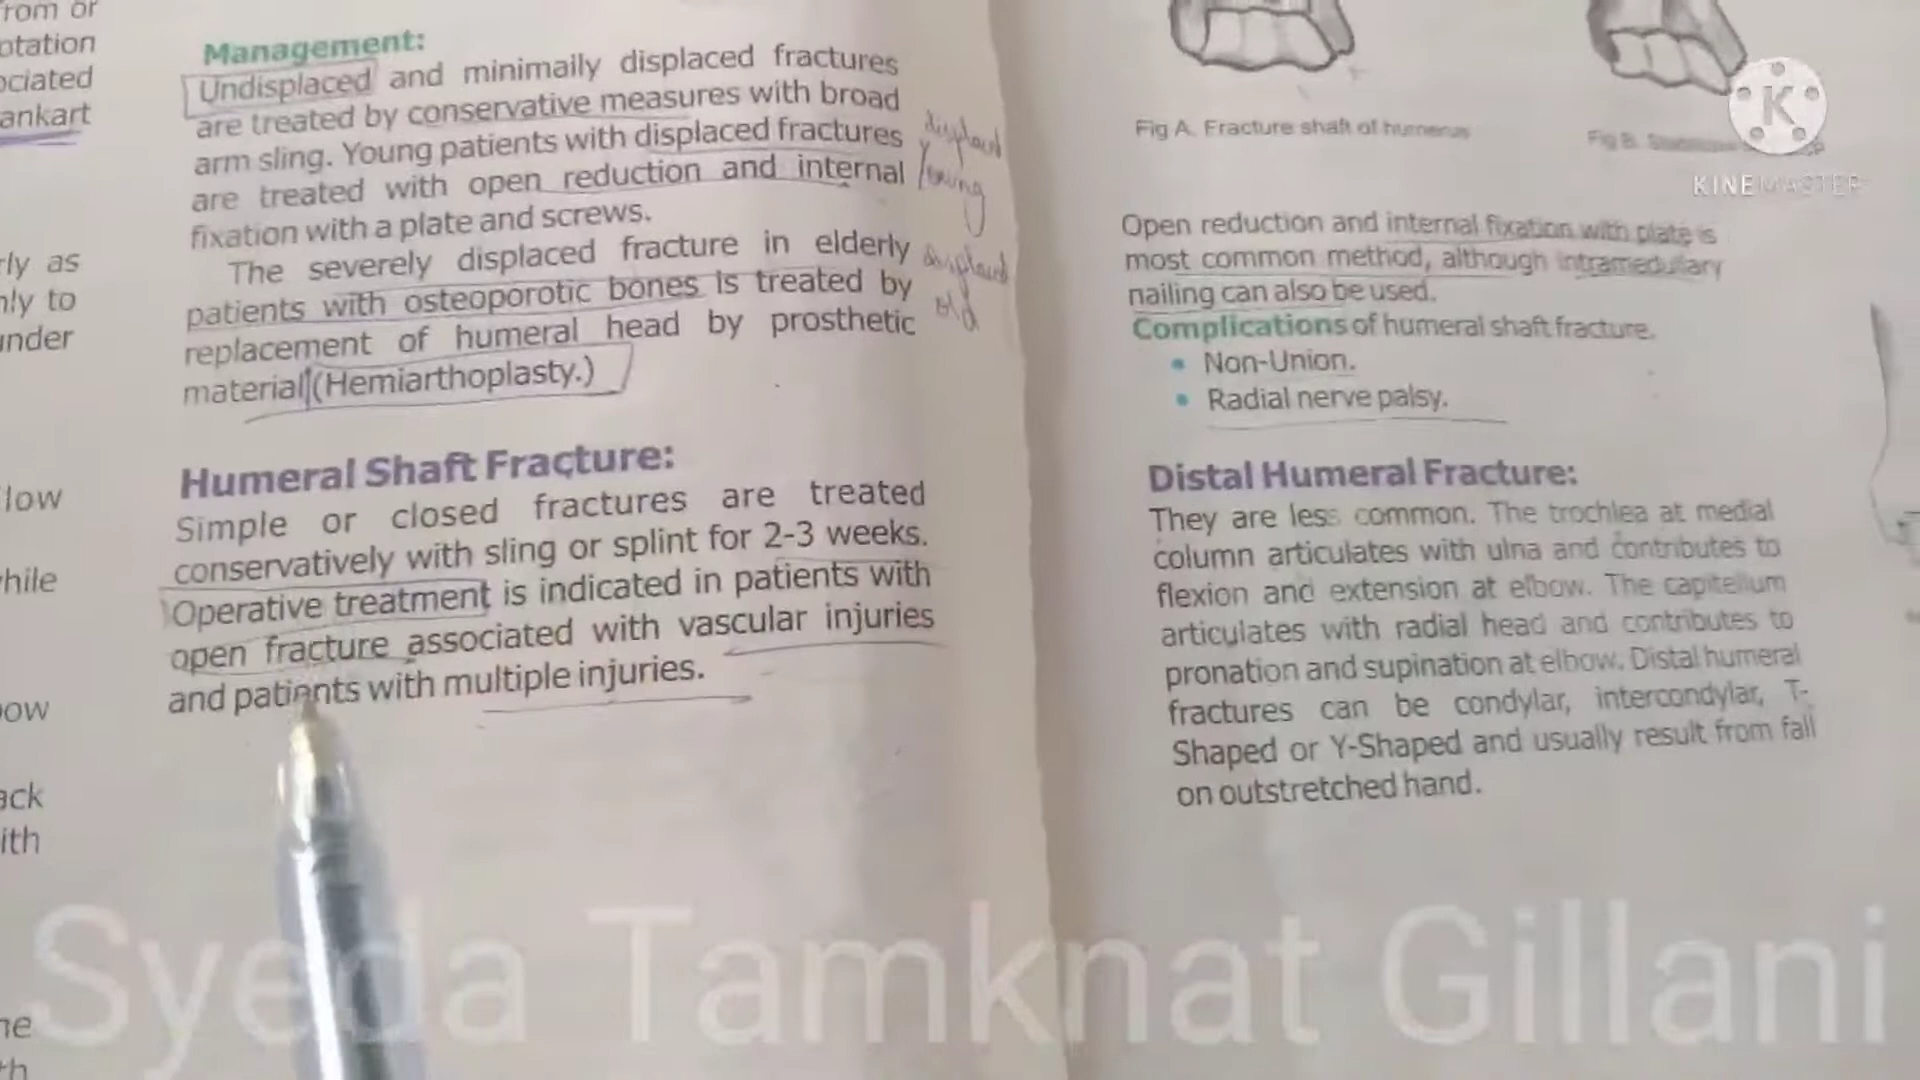 rom or
otation
ociated
ankart
rly as
nly to
under
low
while
ow
ack
ith
he
th
Management:
Undisplaced and minimally displaced fractures
are treated by conservative measures with broad
arm sling. Young patients with displaced fractures
are treated with open reduction and internal
fixation with a plate and screws.
The severely displaced fracture in elderly
patients with osteoporotic bones is treated by
replacement of humeral head by prosthetic
material (Hemiarthoplasty.)
displaced
young
displaced
old
Humeral Shaft Fracture:
Simple or closed fractures are treated
conservatively with sling or splint for 2-3 weeks.
Operative treatment is indicated in patients with
open fracture associated with vascular injuries
and patients with multiple injuries.
Fig A. Fracture shaft of humerus
Fig B.
KINEMASTER
Open reduction and internal fixation with plate is
most common method, although intramedullary
nailing can also be used.
Complications of humeral shaft fracture.
• Non-Union.
• Radial nerve palsy.
Distal Humeral Fracture:
They are less common. The trochlea at medial
column articulates with ulna and contributes to
flexion and extension at elbow. The capitellum
articulates with radial head and contributes to
pronation and supination at elbow. Distal humeral
fractures can be condylar, intercondylar, T-
Shaped or Y-Shaped and usually result from fall
on outstretched hand.
Syeda Tamknat Gillani